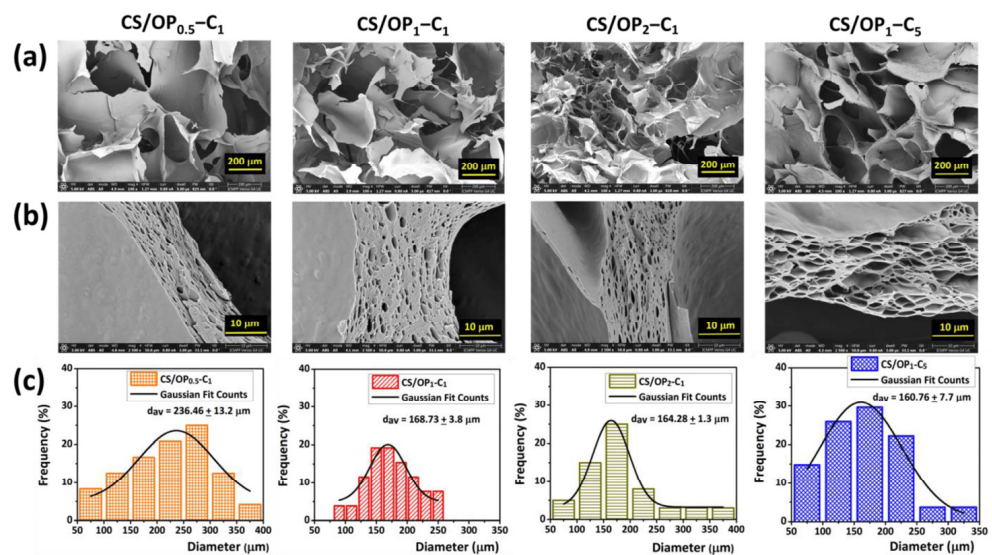 CS/OP0.5–C1 CS/OP1–C1 CS/OP2–C1 CS/OP1–C5
(a)
200 μm 200 μm 200 μm 200 μm
(b)
10 μm 10 μm 10 μm 10 μm
(c)
CS/OP0.5-C1
Gaussian Fit Counts
dav = 236.46 ± 13.2 μm
Frequency (%)
40
30
20
10
0
50 100 150 200 250 300 350 400
Diameter (μm)
CS/OP1-C1
Gaussian Fit Counts
dav = 168.73 ± 3.8 μm
Frequency (%)
40
30
20
10
0
50 100 150 200 250 300 350 400
Diameter (μm)
CS/OP2-C1
Gaussian Fit Counts
dav = 164.28 ± 1.3 μm
Frequency (%)
40
30
20
10
0
50 100 150 200 250 300 350 400
Diameter (μm)
CS/OP1-C5
Gaussian Fit Counts
dav = 160.76 ± 7.7 μm
Frequency (%)
40
30
20
10
0
50 100 150 200 250 300 350
Diameter (μm)